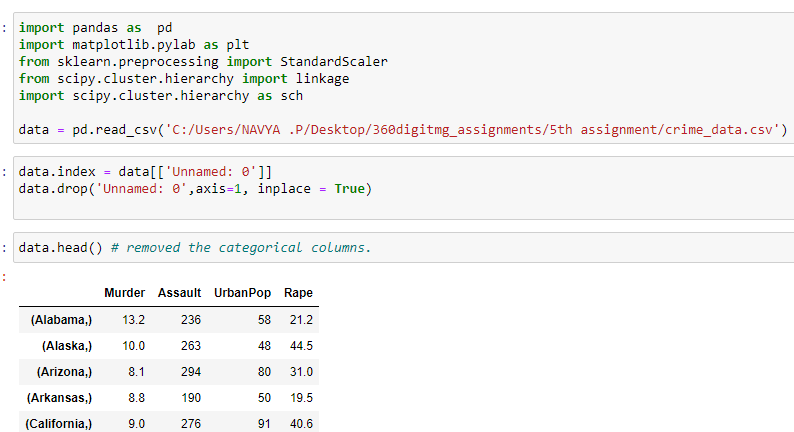 : import pandas as  pd
import matplotlib.pylab as plt
from sklearn.preprocessing import StandardScaler
from scipy.cluster.hierarchy import linkage
import scipy.cluster.hierarchy as sch
data = pd.read_csv('C:/Users/NAVYA .P/Desktop/360digitmg_assignments/5th assignment/crime_data.csv')
: data.index = data[['Unnamed: 0']]
data.drop('Unnamed: 0',axis=1, inplace = True)
: data.head() # removed the categorical columns.
:
Murder Assault UrbanPop Rape
(Alabama,) 13.2 236 58 21.2
(Alaska,) 10.0 263 48 44.5
(Arizona,) 8.1 294 80 31.0
(Arkansas,) 8.8 190 50 19.5
(California,) 9.0 276 91 40.6